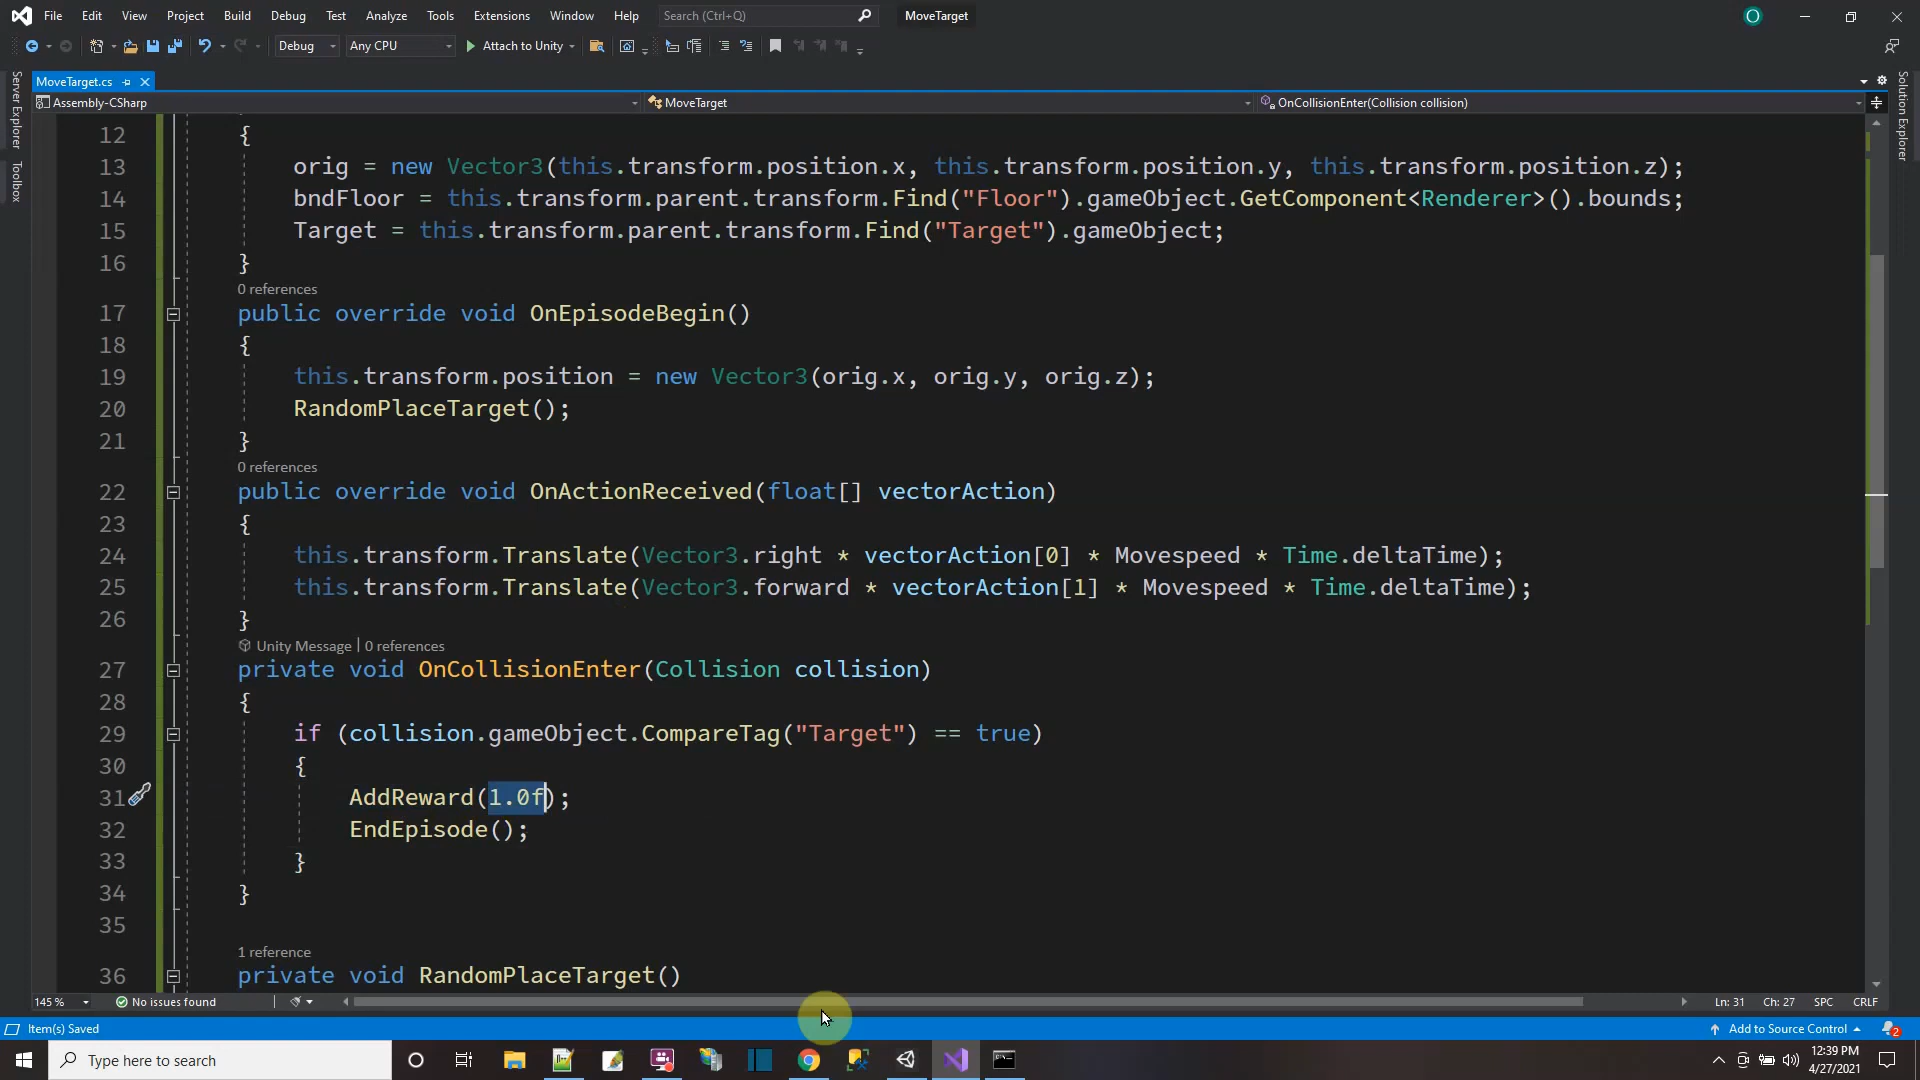 File Edit View Project Build Debug Test Analyze Tools Extensions Window Help Search (Ctrl+Q) MoveTarget O
Debug Any CPU Attach to Unity
MoveTarget.cs
Assembly-CSharp MoveTarget OnCollisionEnter(Collision collision)
Server Explorer
Toolbox
Solution Explorer
12 {
13 orig = new Vector3(this.transform.position.x, this.transform.position.y, this.transform.position.z);
14 bndFloor = this.transform.parent.transform.Find("Floor").gameObject.GetComponent<Renderer>().bounds;
15 Target = this.transform.parent.transform.Find("Target").gameObject;
16 }
0 references
17 public override void OnEpisodeBegin()
18 {
19 this.transform.position = new Vector3(orig.x, orig.y, orig.z);
20 RandomPlaceTarget();
21 }
0 references
22 public override void OnActionReceived(float[] vectorAction)
23 {
24 this.transform.Translate(Vector3.right * vectorAction[0] * Movespeed * Time.deltaTime);
25 this.transform.Translate(Vector3.forward * vectorAction[1] * Movespeed * Time.deltaTime);
26 }
Unity Message | 0 references
27 private void OnCollisionEnter(Collision collision)
28 {
29 if (collision.gameObject.CompareTag("Target") == true)
30 {
31 AddReward(1.0f);
32 EndEpisode();
33 }
34 }
35
1 reference
36 private void RandomPlaceTarget()
145 % No issues found Ln: 31 Ch: 27 SPC CRLF
Item(s) Saved Add to Source Control 2
Type here to search 12:39 PM
4/27/2021